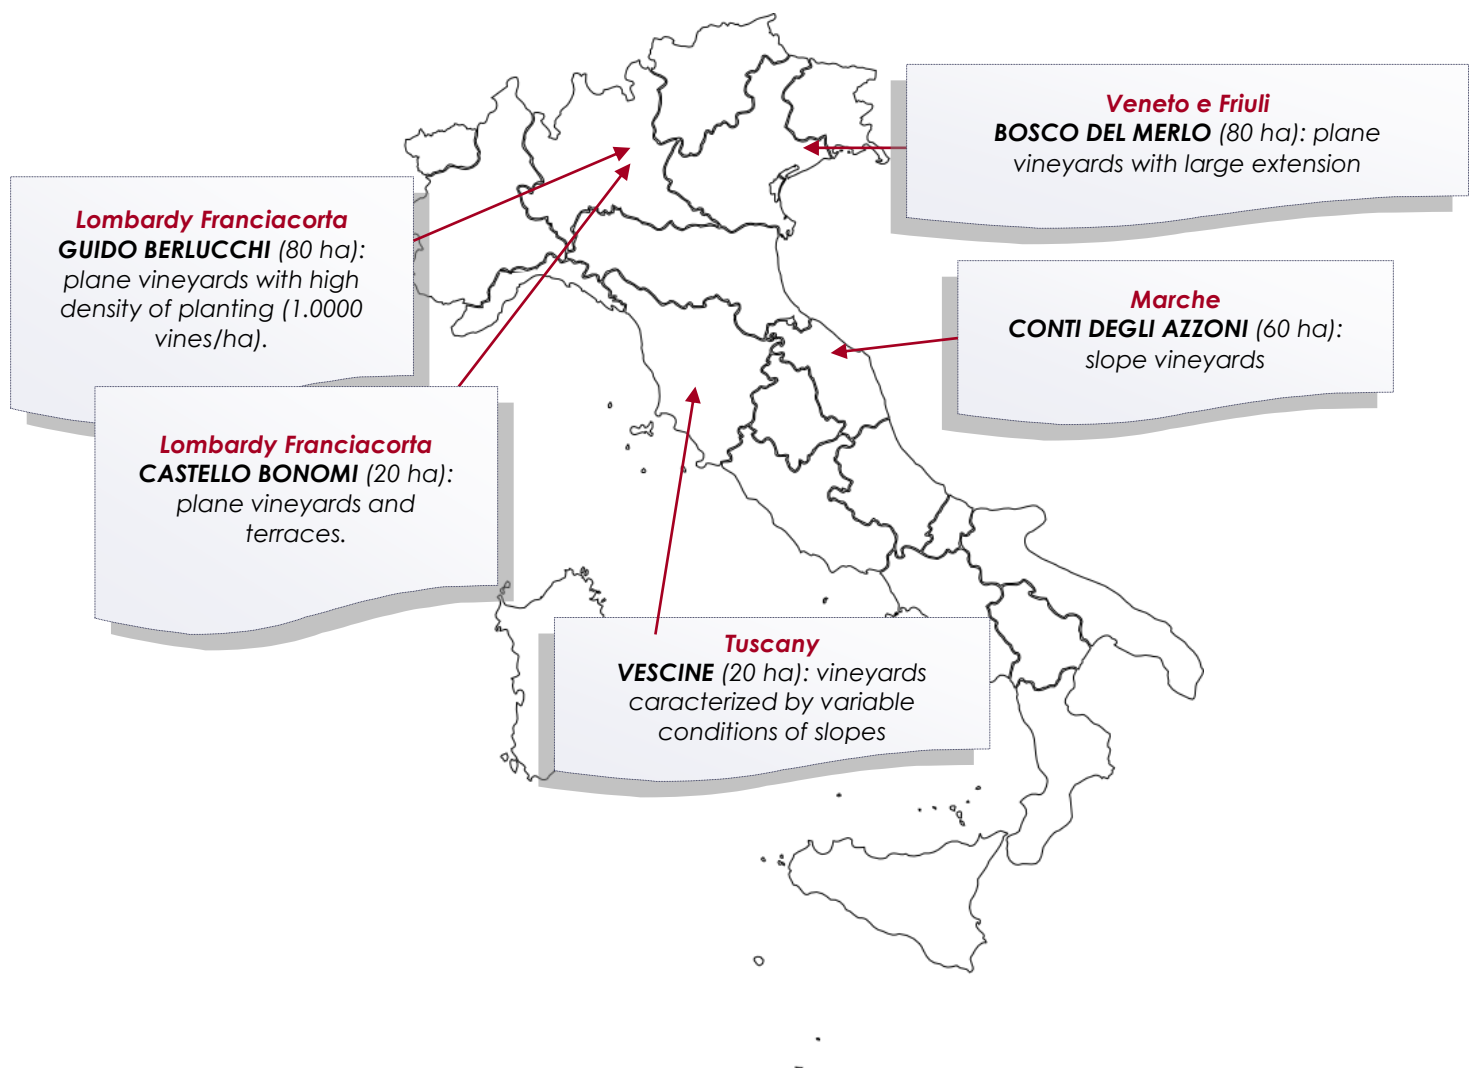 Veneto e Friuli
BOSCO DEL MERLO (80 ha): plane
vineyards with large extension
Lombardy Franciacorta
GUIDO BERLUCCHI (80 ha):
plane vineyards with high
density of planting (1.0000
vines/ha).
Marche
CONTI DEGLI AZZONI (60 ha):
slope vineyards
Lombardy Franciacorta
CASTELLO BONOMI (20 ha):
plane vineyards and
terraces.
Tuscany
VESCINE (20 ha): vineyards
caracterized by variable
conditions of slopes